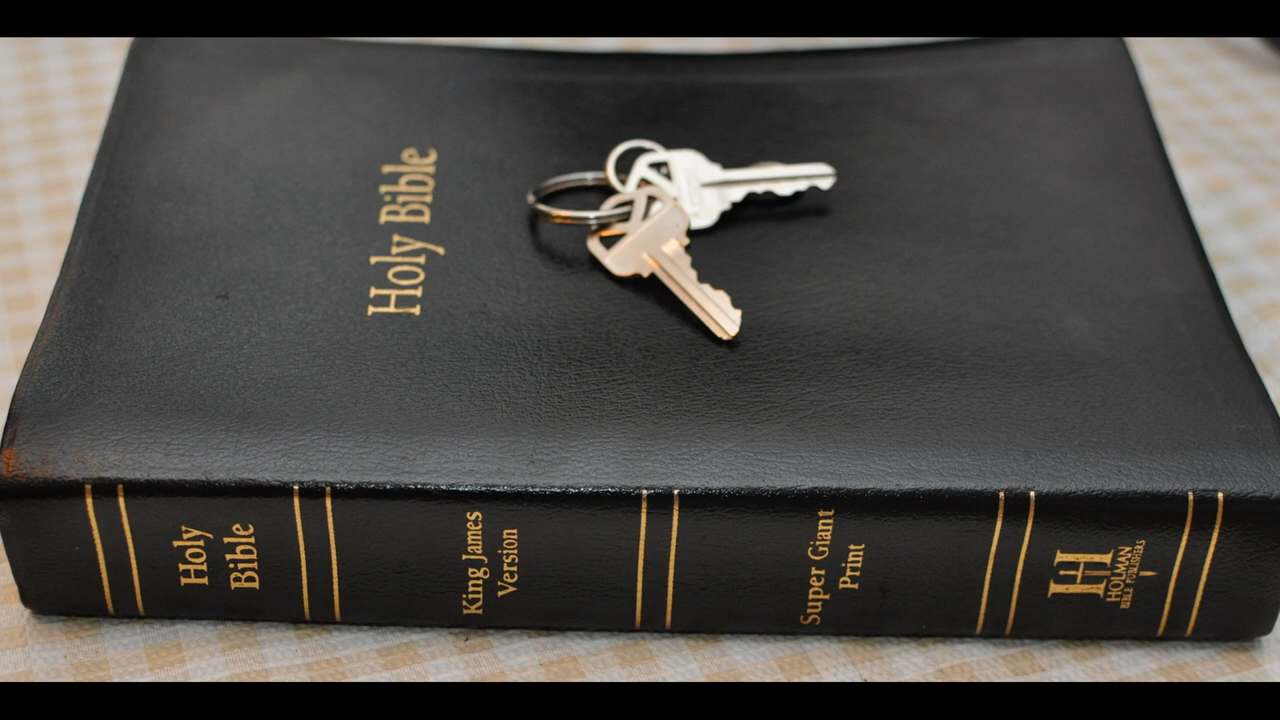 Holy Bible
Holy
Bible
King James
Version
Super Giant
Print
HOLMAN
BIBLE PUBLISHERS